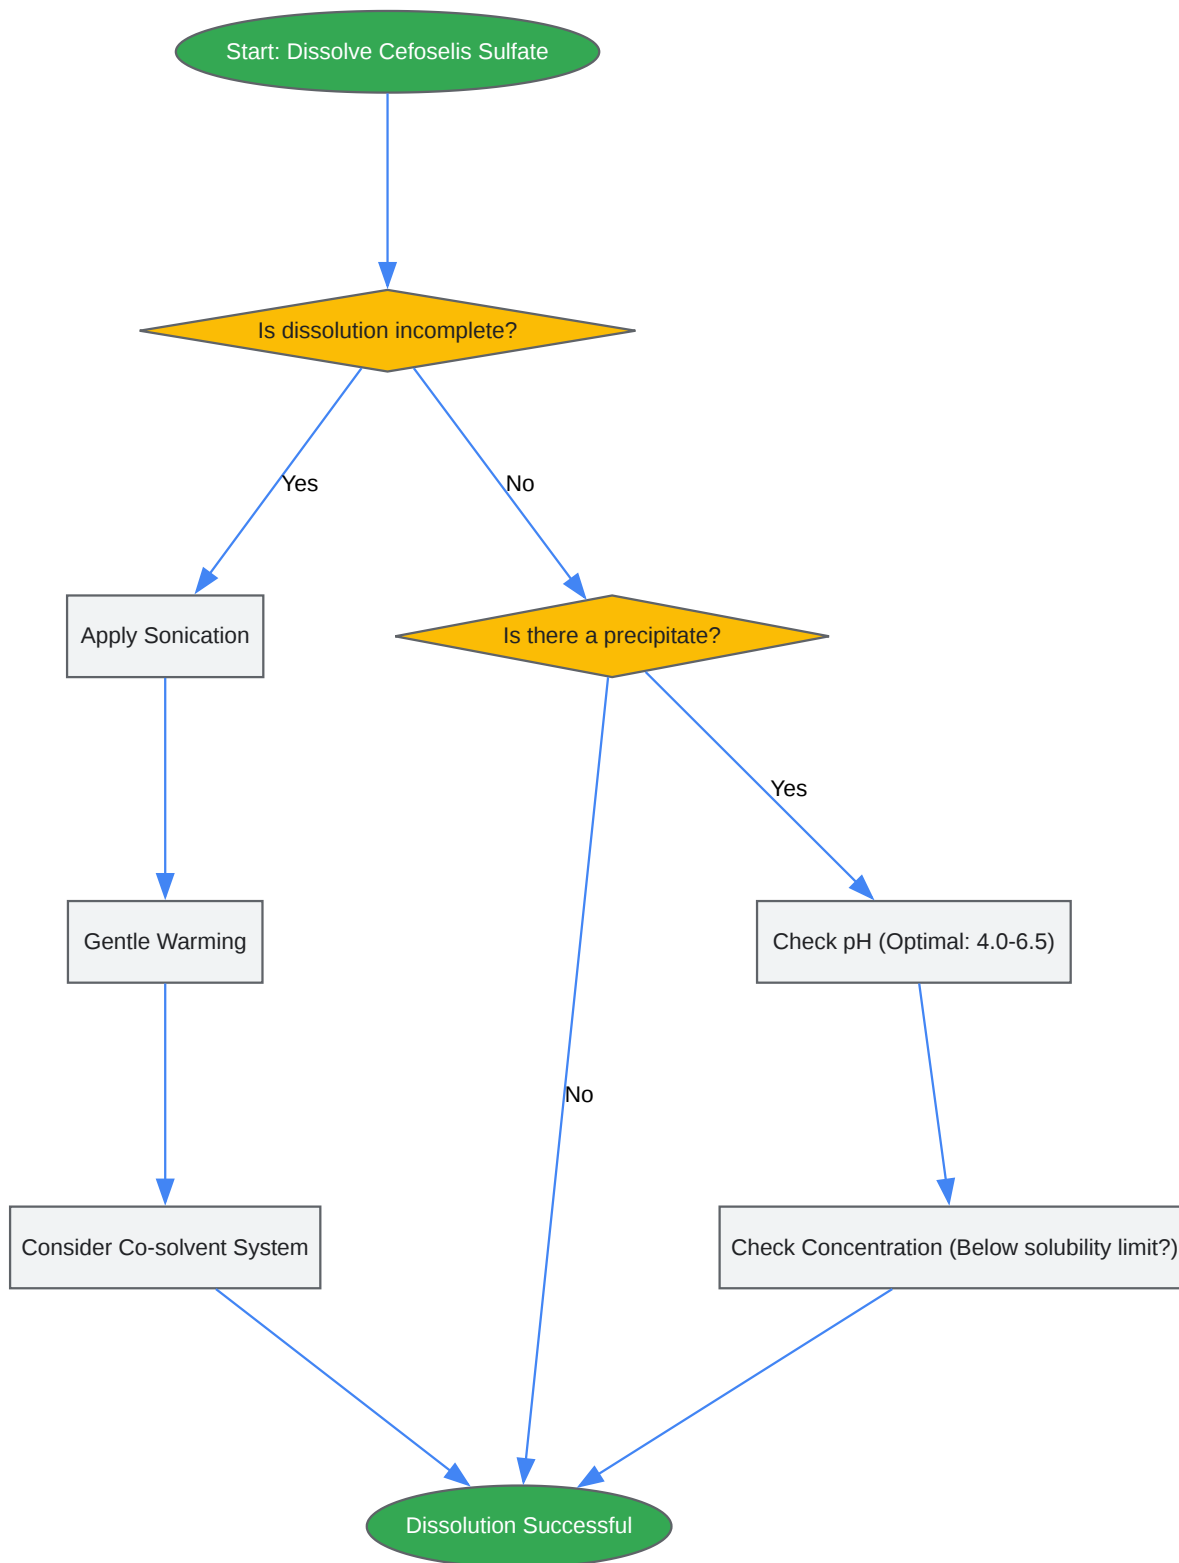 Start: Dissolve Cefoselis Sulfate
Is dissolution incomplete?
Yes
No
Apply Sonication
Is there a precipitate?
Yes
Gentle Warming
Check pH (Optimal: 4.0-6.5)
No
Consider Co-solvent System
Check Concentration (Below solubility limit?)
Dissolution Successful